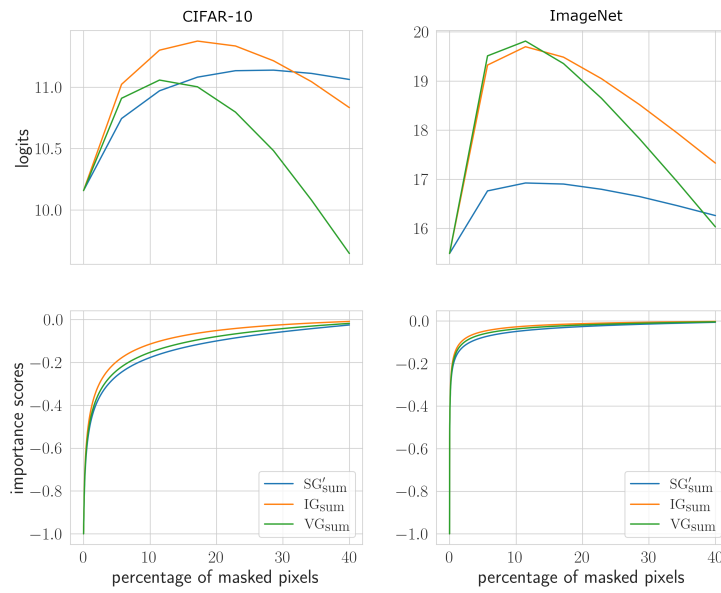 CIFAR-10
ImageNet
logits
11.0
10.5
10.0
20
19
18
17
16
importance scores
0.0
−0.2
−0.4
−0.6
−0.8
−1.0
SG′sum
IGsum
VGsum
0 10 20 30 40
percentage of masked pixels
0.0
−0.2
−0.4
−0.6
−0.8
−1.0
SG′sum
IGsum
VGsum
0 10 20 30 40
percentage of masked pixels